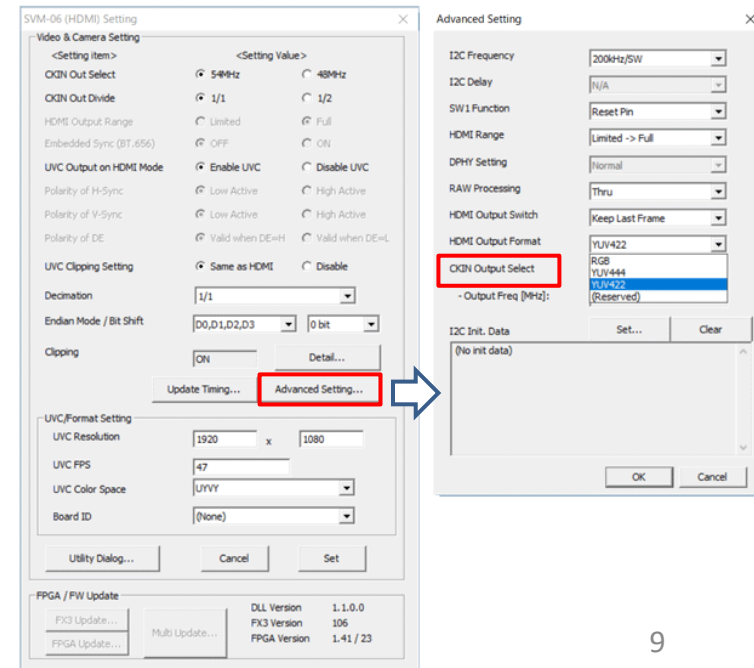 SVM-06 (HDMI) Setting
Video & Camera Setting
<Setting item> <Setting Value>
CKIN Out Select 54MHz 48MHz
CKIN Out Divide 1/1 1/2
HDMI Output Range Limited Full
Embedded Sync (BT.656) OFF ON
UVC Output on HDMI Mode Enable UVC Disable UVC
Polarity of H-Sync Low Active High Active
Polarity of V-Sync Low Active High Active
Polarity of DE Valid when DE=H Valid when DE=L
UVC Clipping Setting Same as HDMI Disable
Decimation 1/1
Endian Mode / Bit Shift D0,D1,D2,D3 0 bit
Clipping ON Detail...
Update Timing... Advanced Setting...
UVC/Format Setting
UVC Resolution 1920 x 1080
UVC FPS 47
UVC Color Space UYVY
Board ID (None)
Utility Dialog... Cancel Set
FPGA / FW Update
FX3 Update... Multi Update... DLL Version 1.1.0.0
FX3 Version 106
FPGA Update... FPGA Version 1.41 / 23
Advanced Setting
I2C Frequency 200kHz/SW
I2C Delay N/A
SW1 Function Reset Pin
HDMI Range Limited -> Full
DPHY Setting Normal
RAW Processing Thru
HDMI Output Switch Keep Last Frame
HDMI Output Format YUV422
RGB
CKIN Output Select YUV444
YUV422
- Output Freq [MHz]: (Reserved)
I2C Init. Data Set... Clear
(No init data)
OK Cancel
9